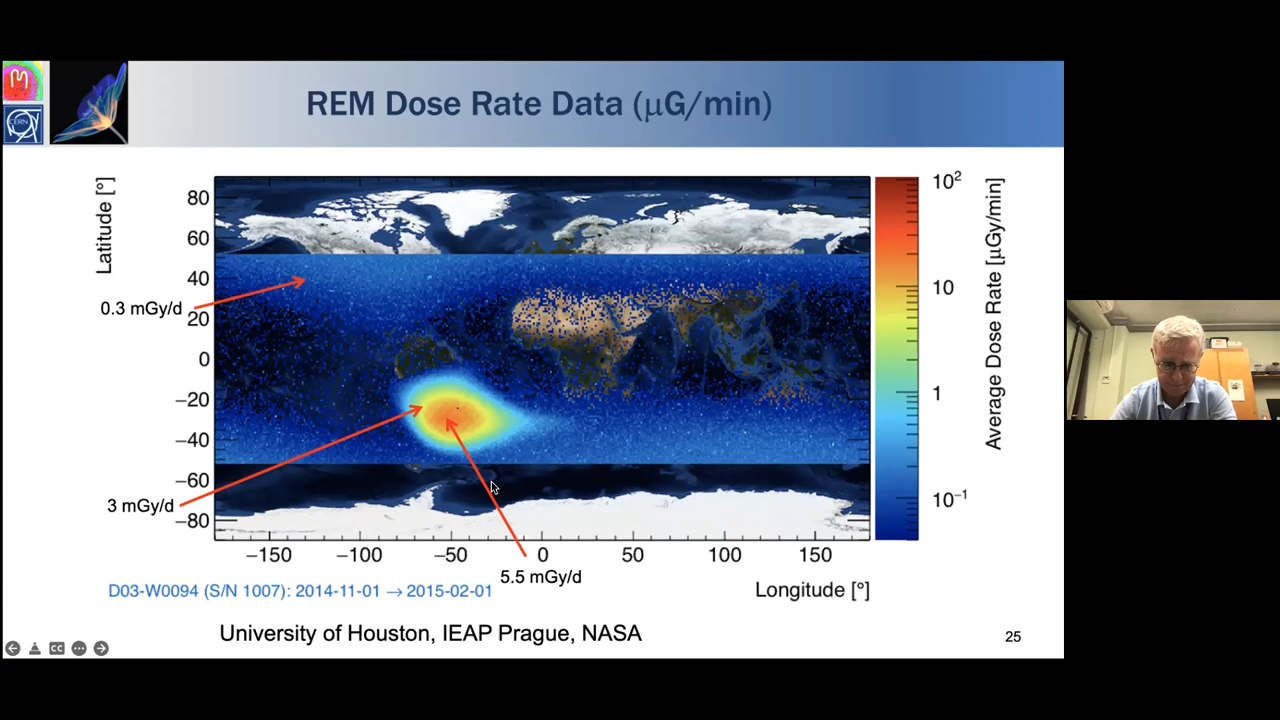 REM Dose Rate Data (μG/min)
CERN
Latitude [°]
80
60
40
20
0
−20
−40
−60
−80
0.3 mGy/d
3 mGy/d
5.5 mGy/d
−150
−100
−50
0
50
100
150
Longitude [°]
10²
10
1
10⁻¹
Average Dose Rate [μGy/min]
D03-W0094 (S/N 1007): 2014-11-01 → 2015-02-01
University of Houston, IEAP Prague, NASA
25
CC